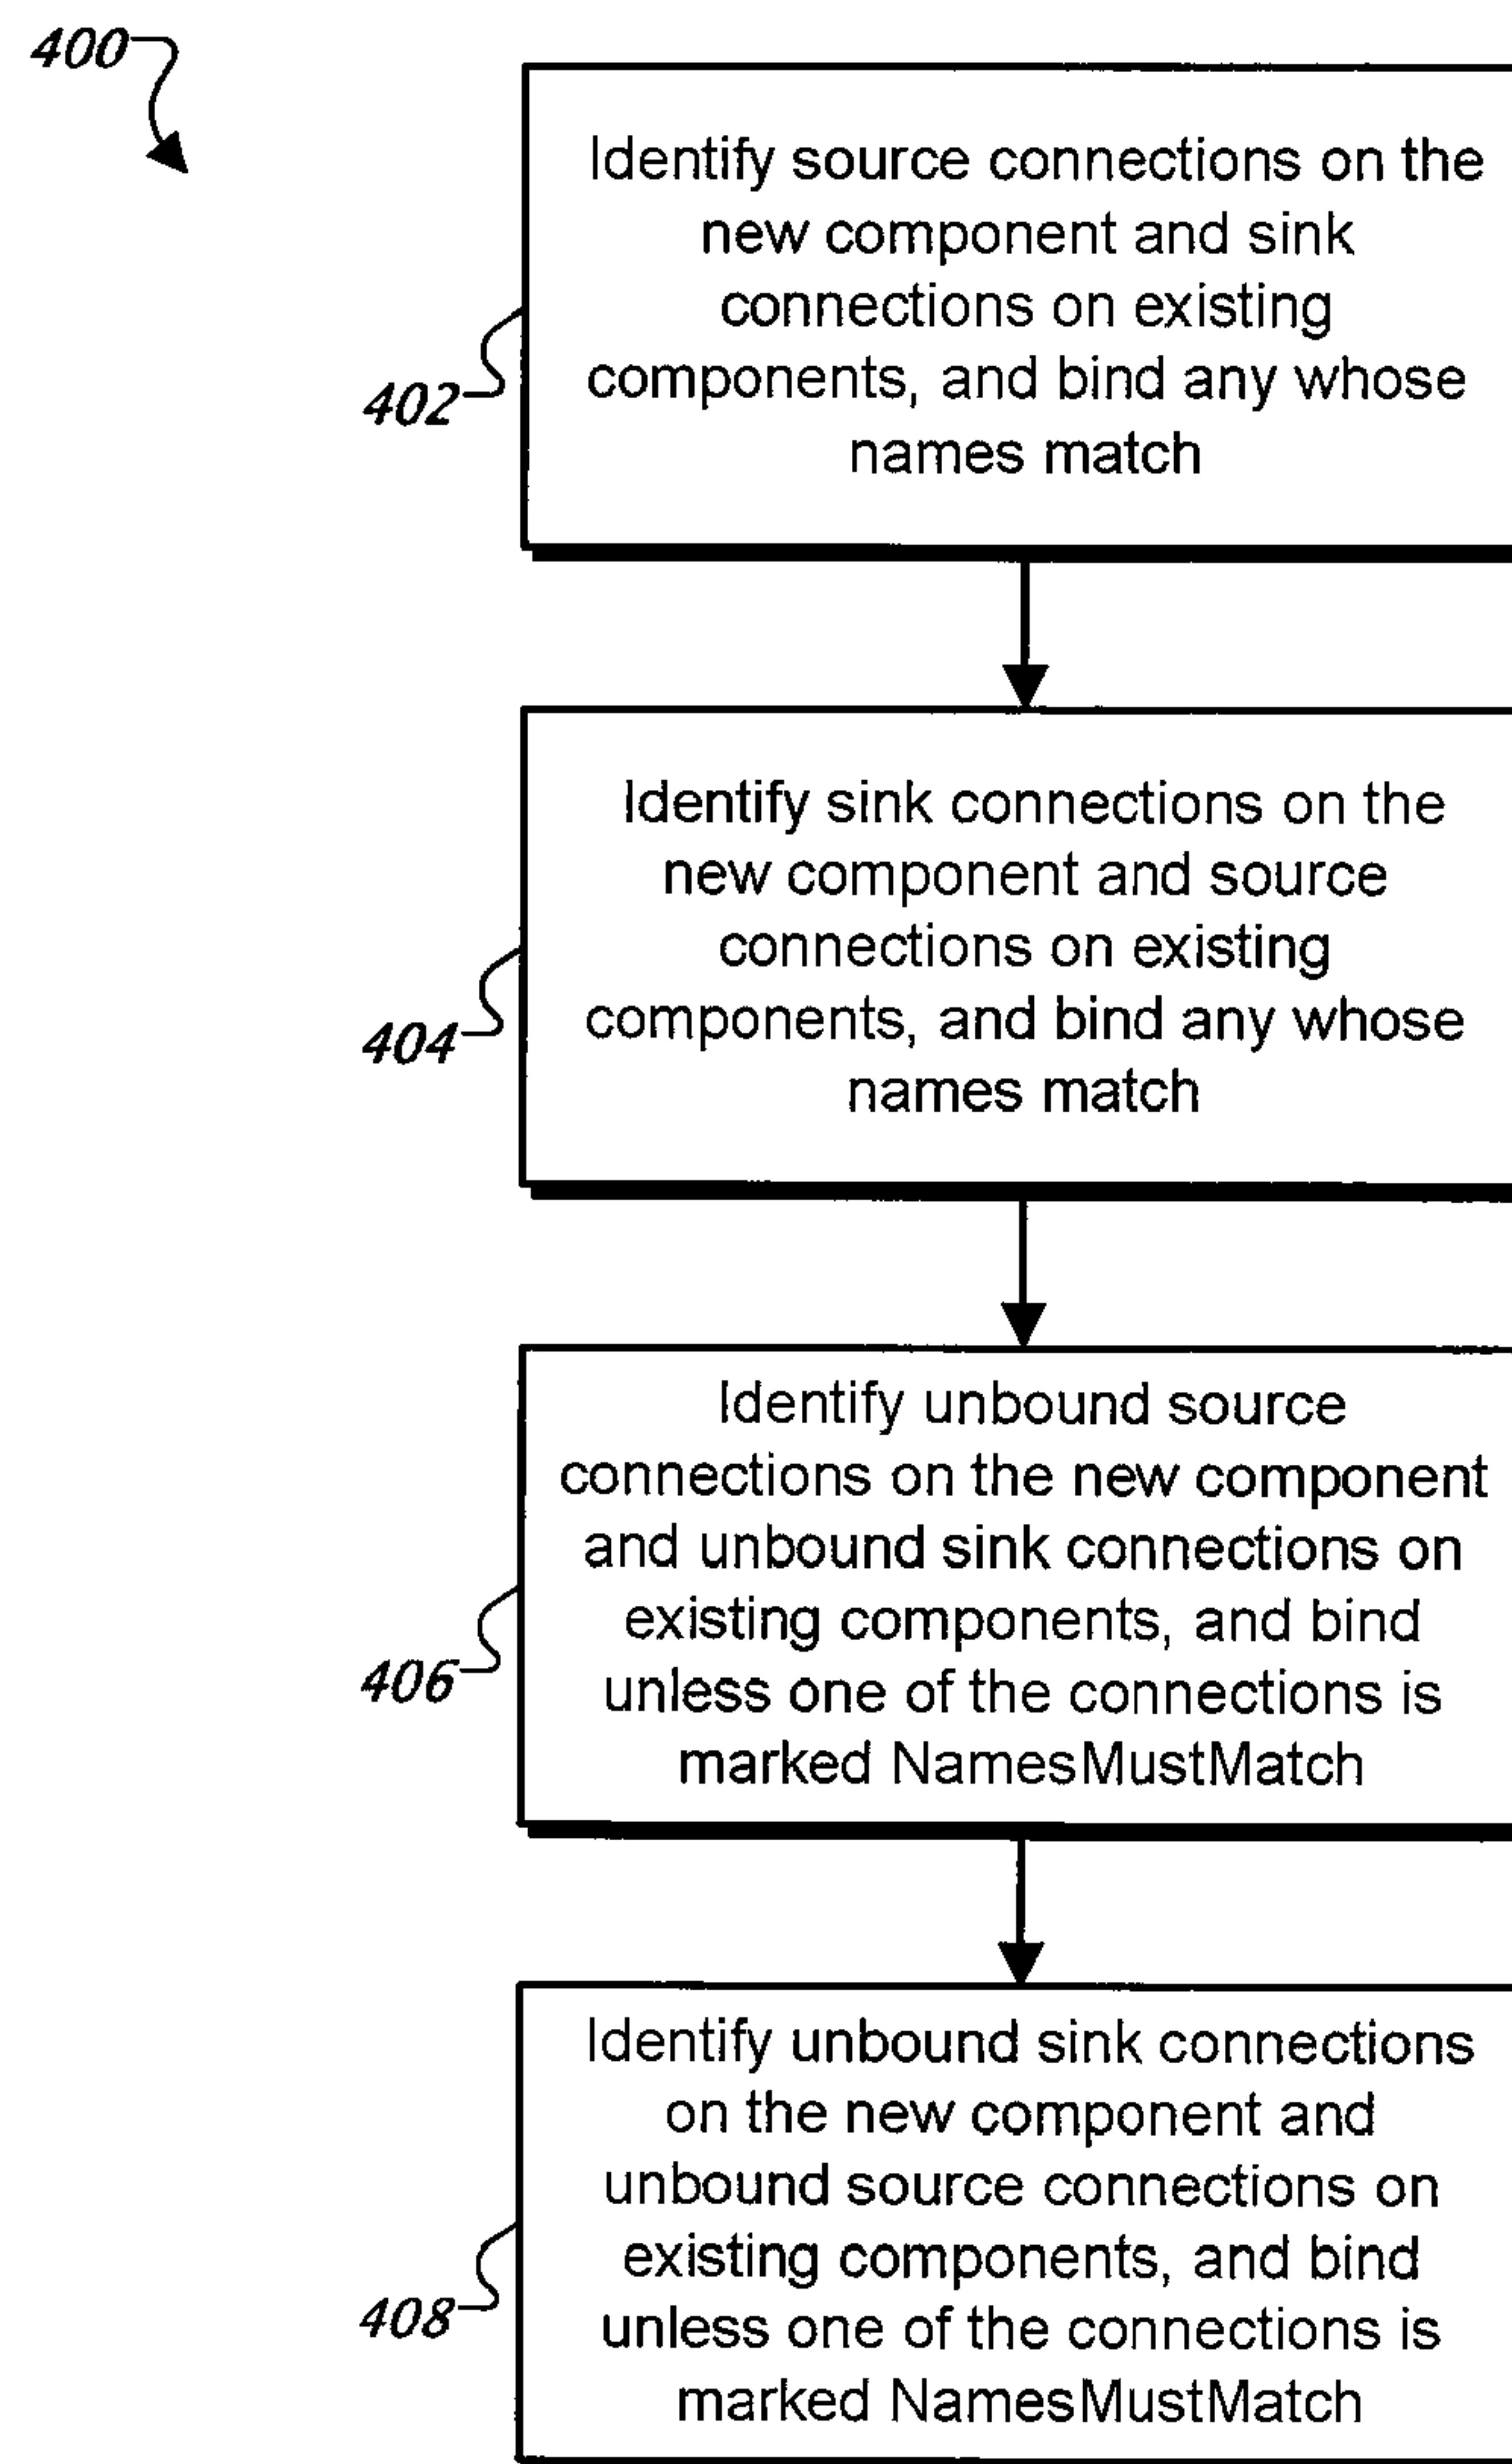 400
Identify source connections on the
new component and sink
connections on existing
components, and bind any whose
names match
402
Identify sink connections on the
new component and source
connections on existing
components, and bind any whose
names match
404
Identify unbound source
connections on the new component
and unbound sink connections on
existing components, and bind
unless one of the connections is
marked NamesMustMatch
406
Identify unbound sink connections
on the new component and
unbound source connections on
existing components, and bind
unless one of the connections is
marked NamesMustMatch
408